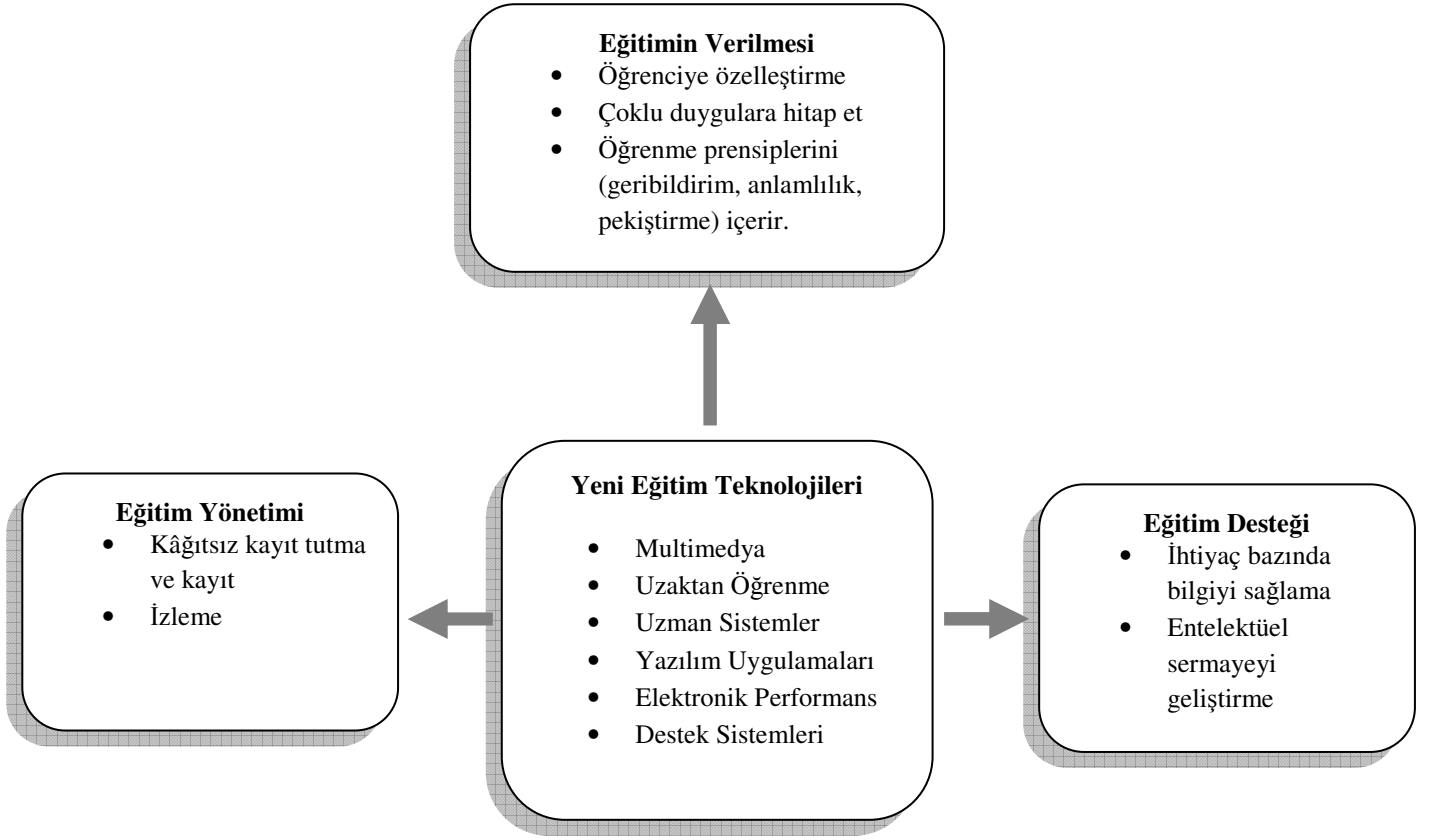 Eğitimin Verilmesi
• Öğrenciye özelleştirme
• Çoklu duygulara hitap et
• Öğrenme prensiplerini
(geribildirim, anlamlılık,
pekiştirme) içerir.
Eğitim Yönetimi
• Kâğıtsız kayıt tutma
ve kayıt
• İzleme
Yeni Eğitim Teknolojileri
• Multimedya
• Uzaktan Öğrenme
• Uzman Sistemler
• Yazılım Uygulamaları
• Elektronik Performans
• Destek Sistemleri
Eğitim Desteği
• İhtiyaç bazında
bilgiyi sağlama
• Entelektüel
sermayeyi
geliştirme